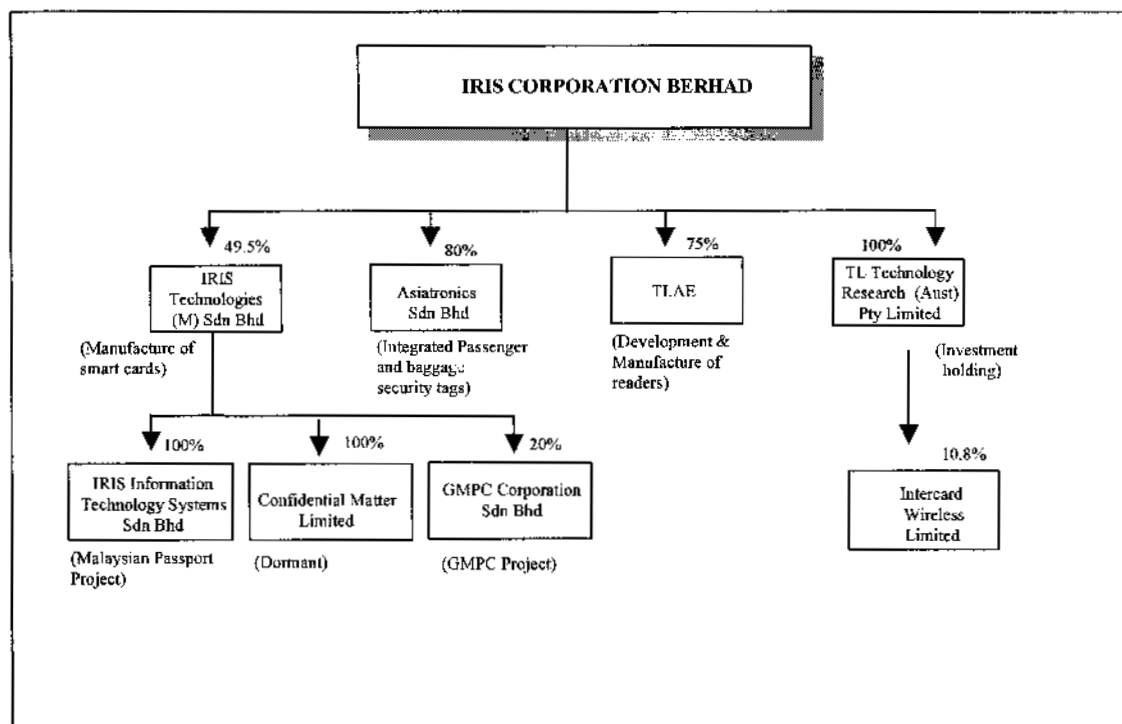 IRIS CORPORATION BERHAD
49.5%
80%
75%
100%
IRIS
Technologies
(M) Sdn Bhd
Asiatronics
Sdn Bhd
TLAE
TL Technology
Research (Aust)
Pty Limited
(Manufacture of
smart cards)
(Integrated Passenger
and baggage
security tags)
(Development &
Manufacture of
readers)
(Investment
holding)
100%
100%
20%
10.8%
IRIS Information
Technology Systems
Sdn Bhd
Confidential Matter
Limited
GMPC Corporation
Sdn Bhd
Intercard
Wireless
Limited
(Malaysian Passport
Project)
(Dormant)
(GMPC Project)